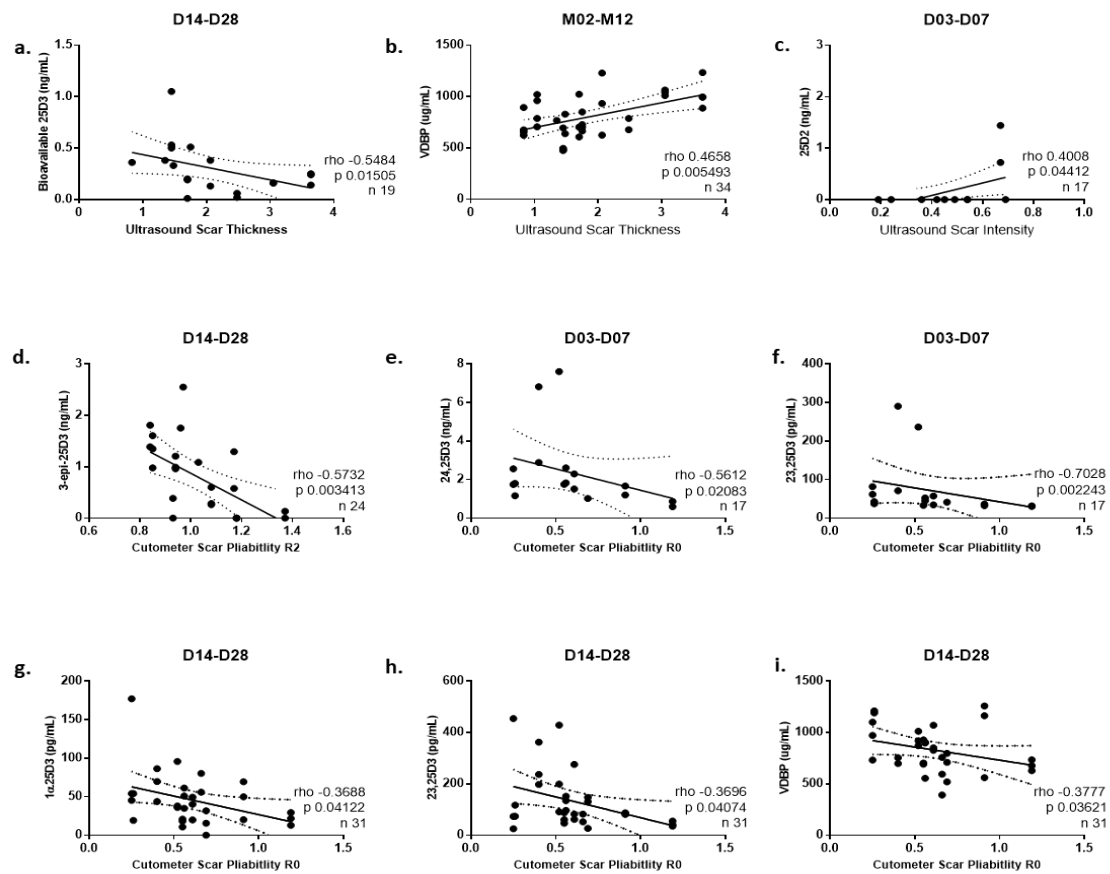 D14-D28
a.
Bioavailable 25D3 (ng/mL)
1.5
1.0
0.5
0.0
0 1 2 3 4
Ultrasound Scar Thickness
rho -0.5484
p 0.01505
n 19
M02-M12
b.
VDBP (ug/mL)
1500
1000
500
0
0 1 2 3 4
Ultrasound Scar Thickness
rho 0.4658
p 0.005493
n 34
D03-D07
c.
25D2 (ng/mL)
3
2
1
0
0.0 0.2 0.4 0.6 0.8 1.0
Ultrasound Scar Intensity
rho 0.4008
p 0.04412
n 17
D14-D28
d.
3-epi-25D3 (ng/mL)
3
2
1
0
0.6 0.8 1.0 1.2 1.4 1.6
Cutometer Scar Pliabitlity R2
rho -0.5732
p 0.003413
n 24
D03-D07
e.
24,25D3 (ng/mL)
8
6
4
2
0
0.0 0.5 1.0 1.5
Cutometer Scar Pliabitlity R0
rho -0.5612
p 0.02083
n 17
D03-D07
f.
23,25D3 (pg/mL)
400
300
200
100
0
0.0 0.5 1.0 1.5
Cutometer Scar Pliabitlity R0
rho -0.7028
p 0.002243
n 17
D14-D28
g.
1α25D3 (pg/mL)
200
150
100
50
0
0.0 0.5 1.0 1.5
Cutometer Scar Pliabitlity R0
rho -0.3688
p 0.04122
n 31
D14-D28
h.
23,25D3 (pg/mL)
600
400
200
0
0.0 0.5 1.0 1.5
Cutometer Scar Pliabitlity R0
rho -0.3696
p 0.04074
n 31
D14-D28
i.
VDBP (ug/mL)
1500
1000
500
0
0.0 0.5 1.0 1.5
Cutometer Scar Pliabitlity R0
rho -0.3777
p 0.03621
n 31